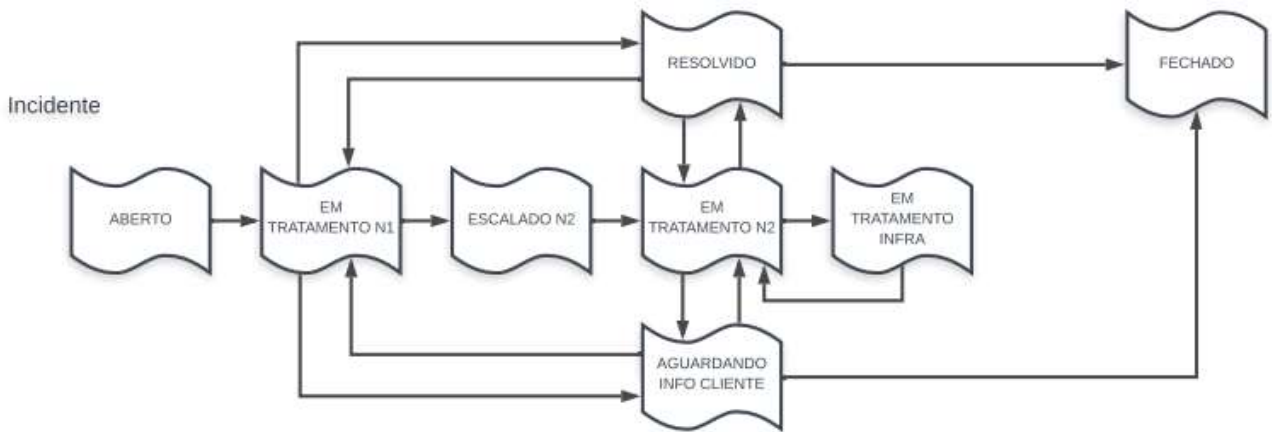 RESOLVIDO
FECHADO
Incidente
ABERTO
EM
TRATAMENTO N1
ESCALADO N2
EM
TRATAMENTO N2
EM
TRATAMENTO
INFRA
AGUARDANDO
INFO CLIENTE